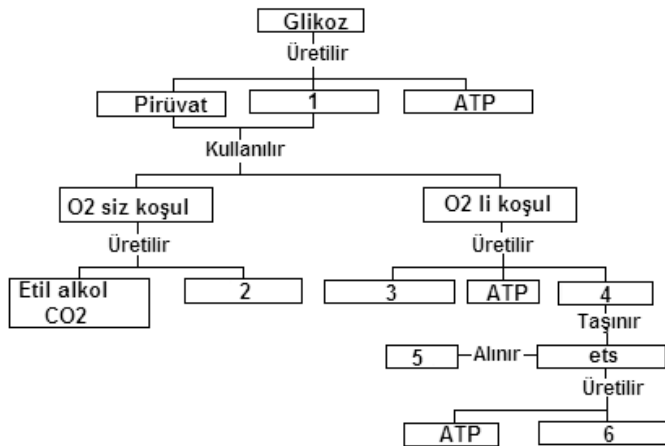 Glikoz
Üretilir
Pirüvat 1 ATP
Kullanılır
O2 siz koşul O2 li koşul
Üretilir Üretilir
Etil alkol
CO2
2 3 ATP 4
Taşınır
5 Alınır ets
Üretilir
ATP 6